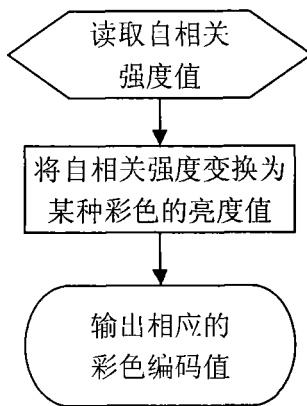 读取自相关
强度值
将自相关强度变换为
某种彩色的亮度值
输出相应的
彩色编码值